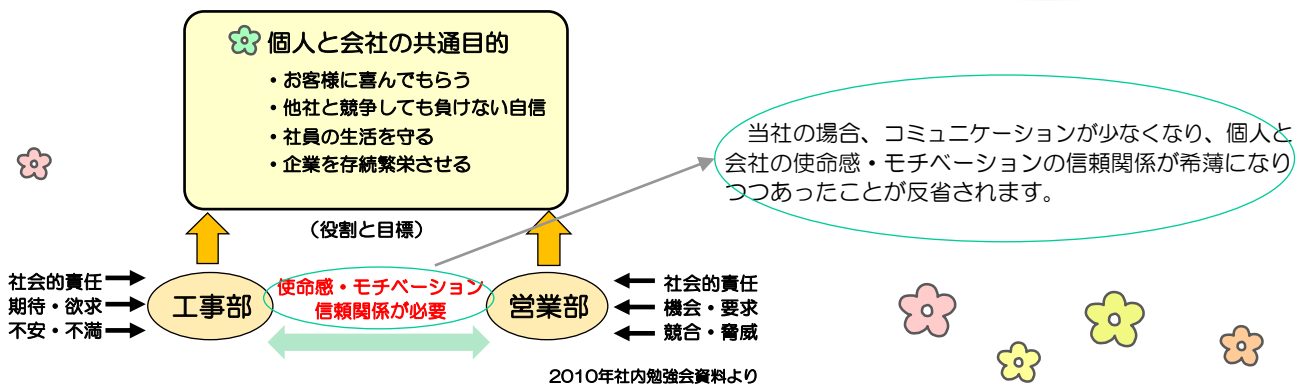 個人と会社の共通目的
・お客様に喜んでもらう
・他社と競争しても負けない自信
・社員の生活を守る
・企業を存続繁栄させる
当社の場合、コミュニケーションが少なくなり、個人と
会社の使命感・モチベーションの信頼関係が希薄になり
つつあったことが反省されます。
（役割と目標）
社会的責任
期待・欲求
不安・不満
工事部
使命感・モチベーション
信頼関係が必要
営業部
社会的責任
機会・要求
競合・脅威
2010年社内勉強会資料より